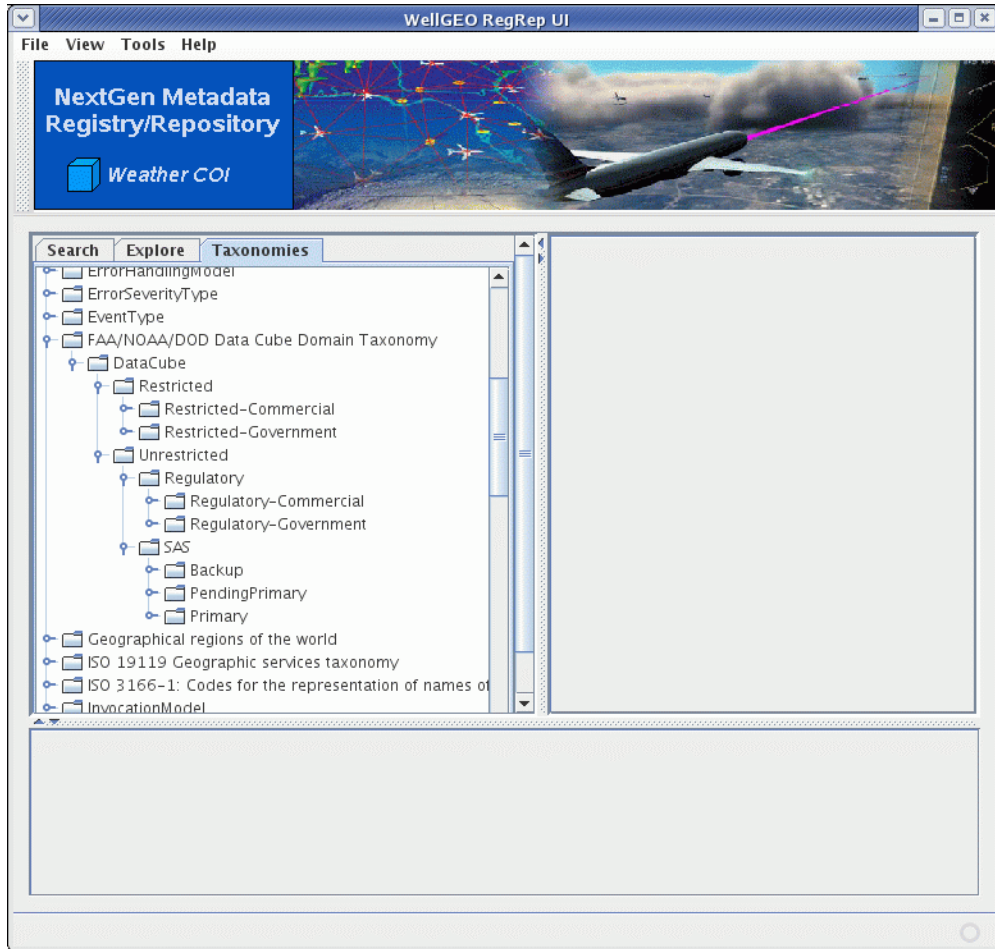 WellGEO RegRep UI
File View Tools Help
NextGen Metadata
Registry/Repository
Weather COI
Search Explore Taxonomies
ErrorHandlingModel
ErrorSeverityType
EventType
FAA/NOAA/DOD Data Cube Domain Taxonomy
DataCube
Restricted
Restricted-Commercial
Restricted-Government
Unrestricted
Regulatory
Regulatory-Commercial
Regulatory-Government
SAS
Backup
PendingPrimary
Primary
Geographical regions of the world
ISO 19119 Geographic services taxonomy
ISO 3166-1: Codes for the representation of names of
InvocationModel